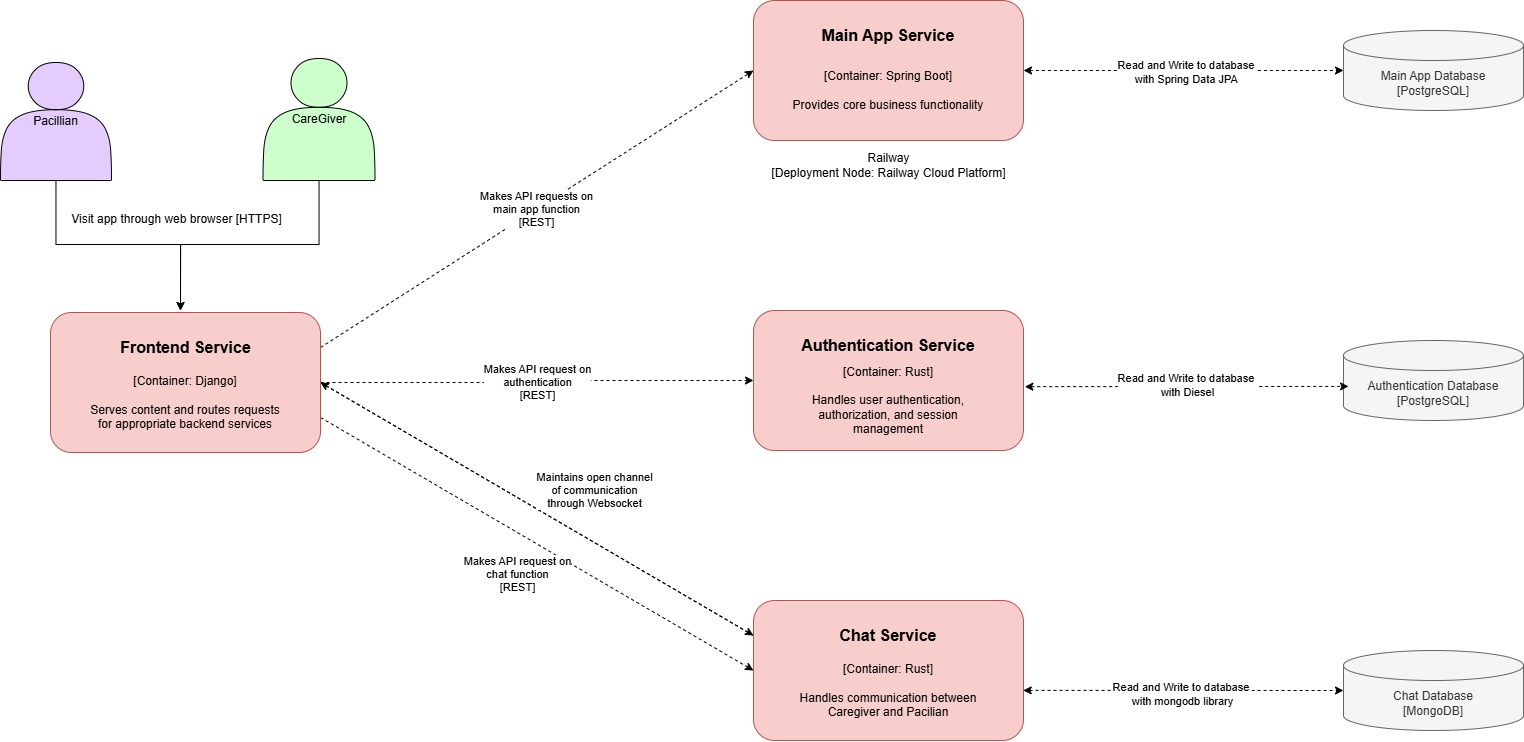 Main App Service
[Container: Spring Boot]
Provides core business functionality
Read and Write to database
with Spring Data JPA
Main App Database
[PostgreSQL]
Pacillian
CareGiver
Railway
[Deployment Node: Railway Cloud Platform]
Visit app through web browser [HTTPS]
Makes API requests on
main app function
[REST]
Frontend Service
[Container: Django]
Serves content and routes requests
for appropriate backend services
Makes API request on
authentication
[REST]
Authentication Service
[Container: Rust]
Handles user authentication,
authorization, and session
management
Read and Write to database
with Diesel
Authentication Database
[PostgreSQL]
Maintains open channel
of communication
through Websocket
Makes API request on
chat function
[REST]
Chat Service
[Container: Rust]
Handles communication between
Caregiver and Pacilian
Read and Write to database
with mongodb library
Chat Database
[MongoDB]